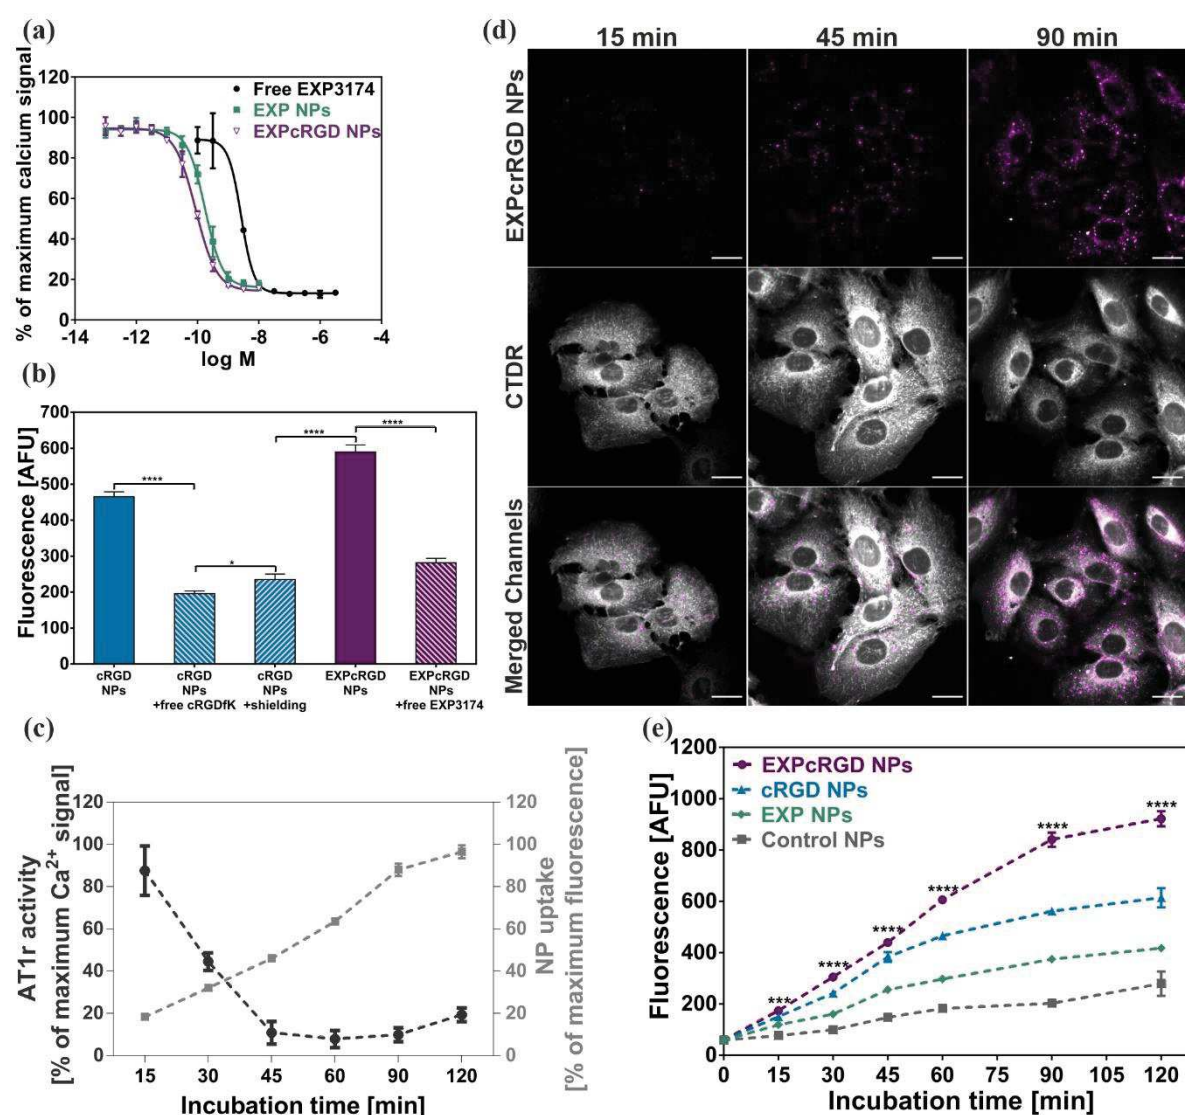 (a)
% of maximum calcium signal
120
100
80
60
40
20
0
Free EXP3174
EXP NPs
EXPcRGD NPs
-14
-12
-10
-8
-6
-4
log M
(b)
Fluorescence [AFU]
700
600
500
400
300
200
100
0
****
*
****
****
cRGD
NPs
cRGD
NPs
+free cRGDfK
cRGD
NPs
+shielding
EXPcRGD
NPs
EXPcRGD
NPs
+free EXP3174
(c)
AT1r activity
[% of maximum Ca2+ signal]
120
100
80
60
40
20
0
NP uptake
[% of maximum fluorescence]
120
100
80
60
40
20
0
15
30
45
60
90
120
Incubation time [min]
(d)
15 min
45 min
90 min
EXPcrRGD NPs
CTDR
Merged Channels
(e)
Fluorescence [AFU]
1200
1000
800
600
400
200
0
EXPcRGD NPs
cRGD NPs
EXP NPs
Control NPs
***
****
****
****
****
****
0
15
30
45
60
75
90
105
120
Incubation time [min]